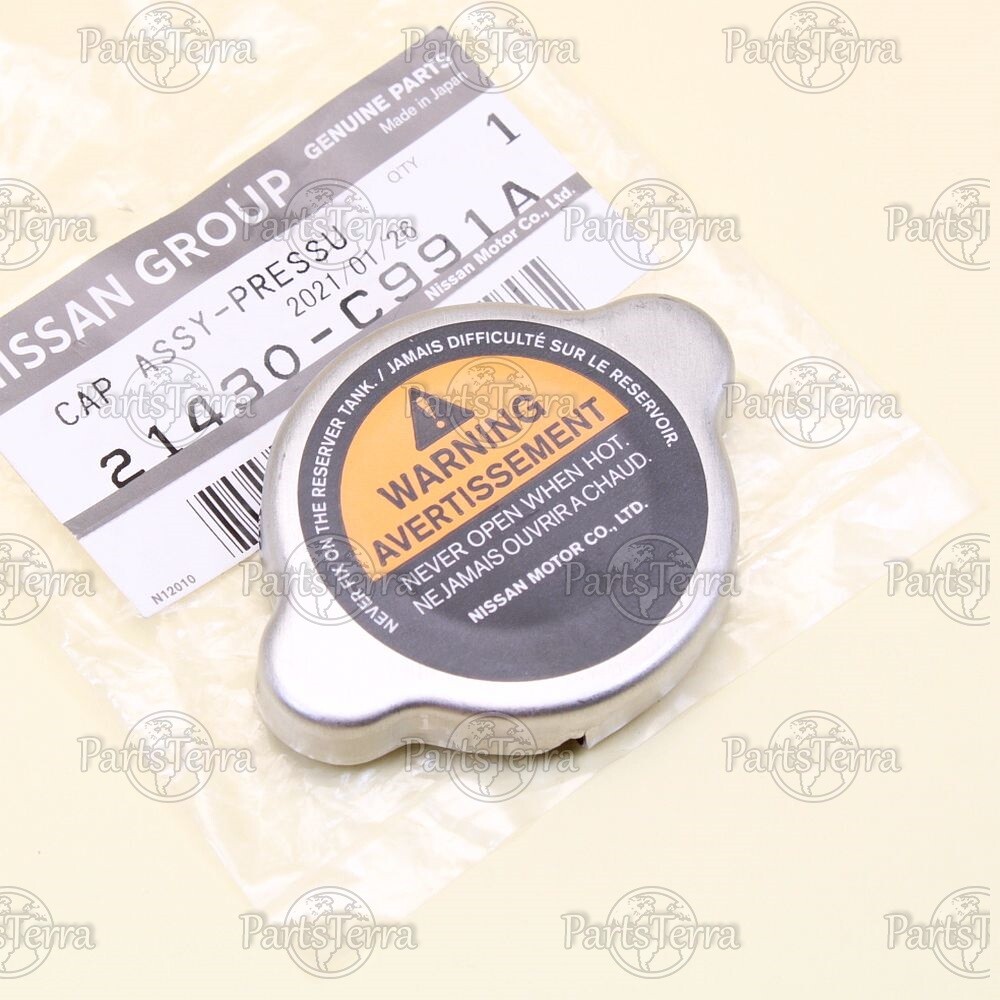 NISSAN GROUP
GENUINE PARTS
Made in Japan
CAP ASSY-PRESSU
QTY
1
2021/01/26
21430-C991A
Nissan Motor Co., Ltd.
N12010
NEVER FIX ON THE RESERVER TANK. / JAMAIS DIFFICULTÉ SUR LE RESERVOIR.
WARNING
AVERTISSEMENT
NEVER OPEN WHEN HOT.
NE JAMAIS OUVRIR A CHAUD.
NISSAN MOTOR CO., LTD.
PartsTerra